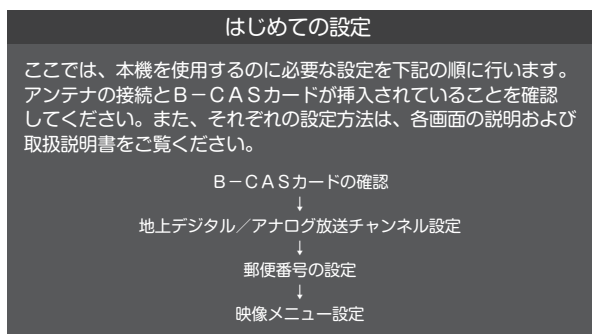 はじめての設定
ここでは、本機を使用するのに必要な設定を下記の順に行います。
アンテナの接続とB－CASカードが挿入されていることを確認
してください。また、それぞれの設定方法は、各画面の説明および
取扱説明書をご覧ください。
B－CASカードの確認
↓
地上デジタル／アナログ放送チャンネル設定
↓
郵便番号の設定
↓
映像メニュー設定